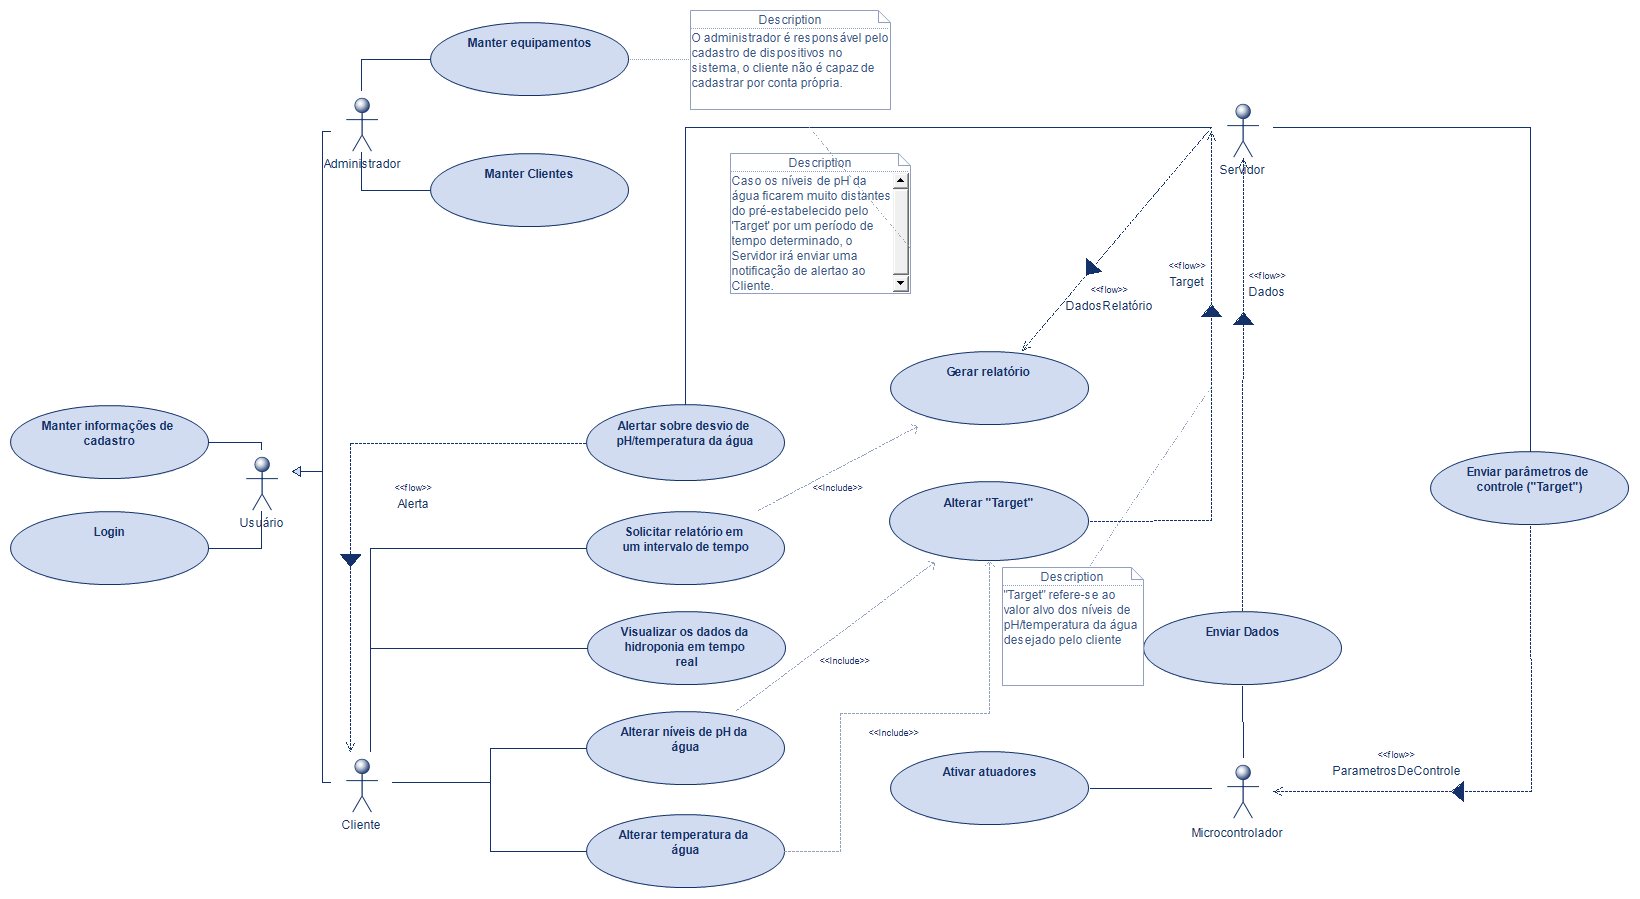 Description
O administrador é responsável pelo
cadastro de dispositivos no
sistema, o cliente não é capaz de
cadastrar por conta própria.
Manter equipamentos
Administrador
Manter Clientes
Description
Caso os níveis de pH da
água ficarem muito distantes
do pré-estabelecido pelo
'Target' por um período de
tempo determinado, o
Servidor irá enviar uma
notificação de alertao ao
Cliente.
Servidor
<<flow>>
Target
<<flow>>
Dados
<<flow>>
DadosRelatório
Gerar relatório
Manter informações de
cadastro
Usuário
Login
Alertar sobre desvio de
pH/temperatura da água
<<flow>>
Alerta
<<Include>>
Alterar "Target"
Enviar parâmetros de
controle ("Target")
Solicitar relatório em
um intervalo de tempo
Description
"Target" refere-se ao
valor alvo dos níveis de
pH/temperatura da água
desejado pelo cliente
Visualizar os dados da
hidroponia em tempo
real
Enviar Dados
<<Include>>
Alterar níveis de pH da
água
<<Include>>
Ativar atuadores
<<flow>>
ParametrosDeControle
Cliente
Microcontrolador
Alterar temperatura da
água